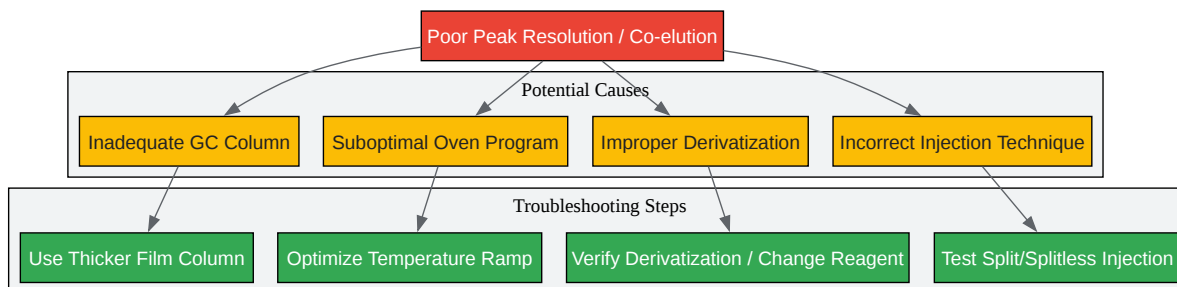 Poor Peak Resolution / Co-elution
Potential Causes
Inadequate GC Column
Suboptimal Oven Program
Improper Derivatization
Incorrect Injection Technique
Troubleshooting Steps
Use Thicker Film Column
Optimize Temperature Ramp
Verify Derivatization / Change Reagent
Test Split/Splitless Injection